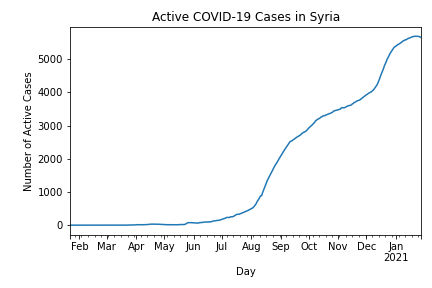 Active COVID-19 Cases in Syria
Number of Active Cases
5000
4000
3000
2000
1000
0
Feb Mar Apr May Jun Jul Aug Sep Oct Nov Dec Jan
2021
Day